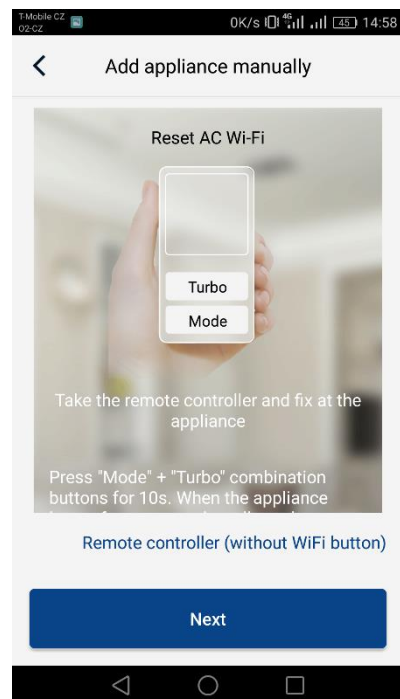 T-Mobile CZ
O2-CZ
0K/s 4G 45 14:58
Add appliance manually
Reset AC Wi-Fi
Turbo
Mode
Take the remote controller and fix at the
appliance
Press "Mode" + "Turbo" combination
buttons for 10s. When the appliance
Remote controller (without WiFi button)
Next